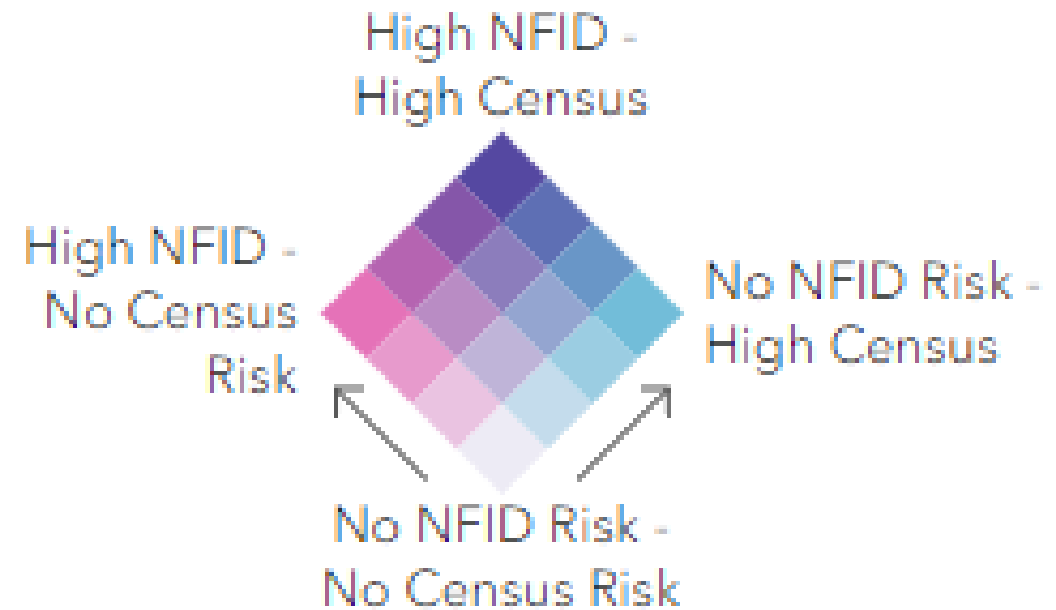 High NFID -
High Census
High NFID -
No Census
Risk
No NFID Risk -
High Census
No NFID Risk -
No Census Risk